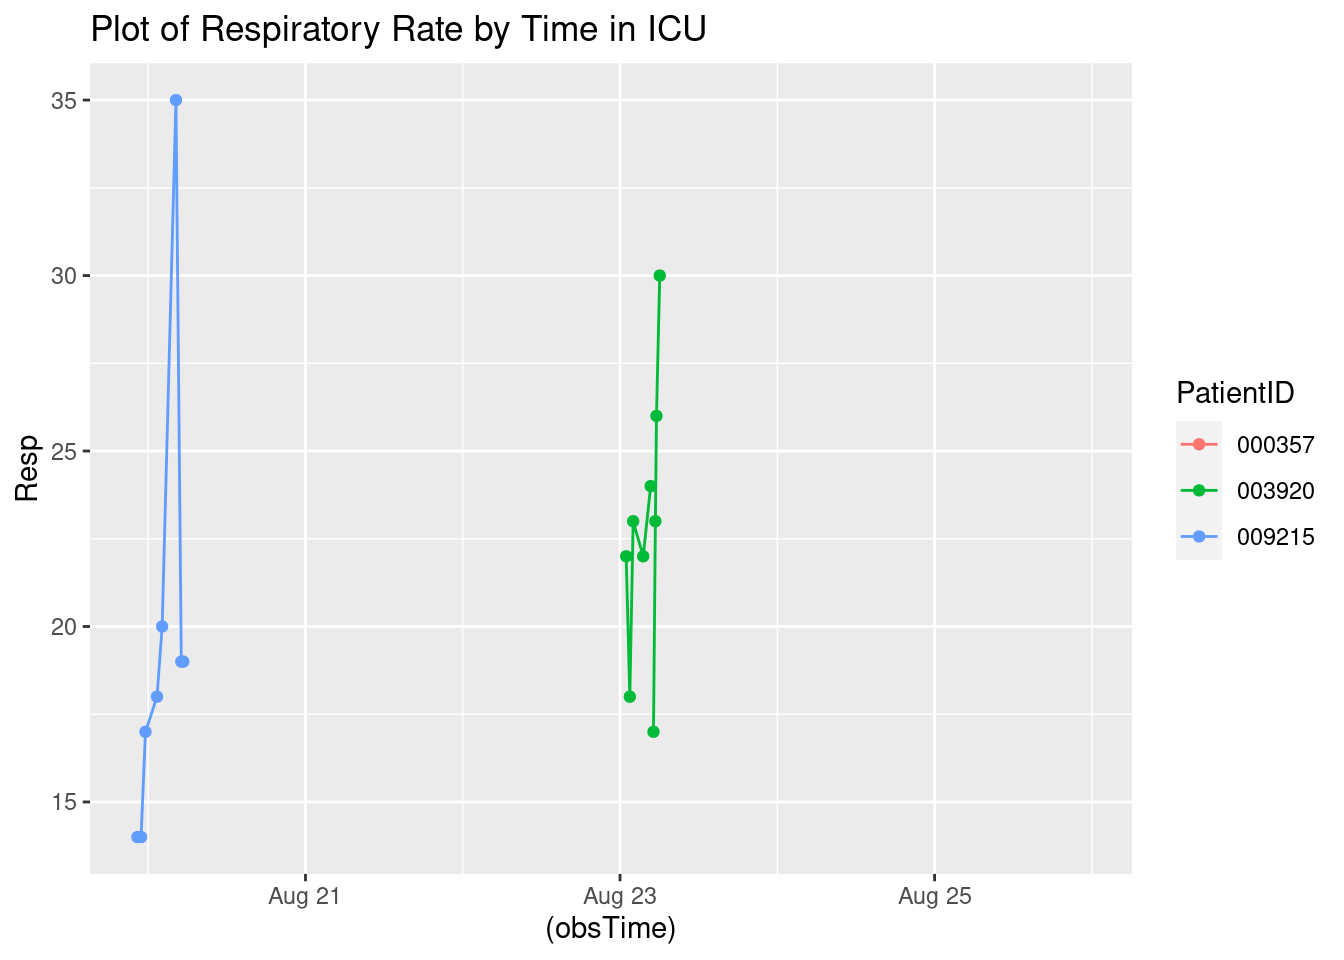 Plot of Respiratory Rate by Time in ICU
35
30
25
20
15
Resp
Aug 21
Aug 23
Aug 25
(obsTime)
PatientID
000357
003920
009215